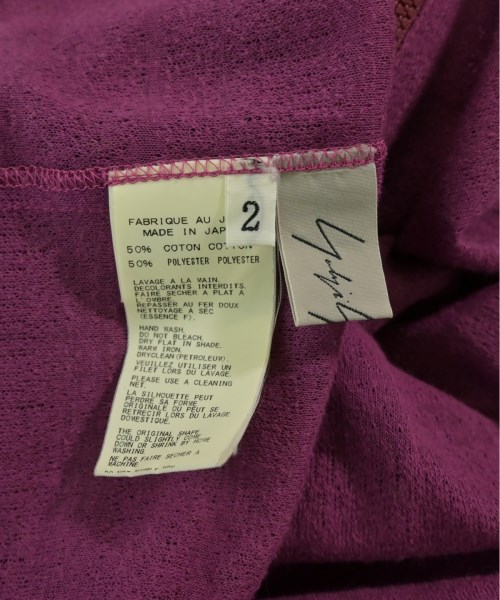 FABRIQUE AU
MADE IN JAP
2
50% COTON COTTON
50% POLYESTER POLYESTER
LAVAGE A LA MAIN.
DECOLORANTS INTERDITS.
FAIRE SECHER A PLAT A
L'OMBRE.
REPASSER AU FER DOUX
NETTOYAGE A SEC
(ESSENCE F).
HAND WASH.
DO NOT BLEACH.
DRY FLAT IN SHADE.
WARM IRON.
DRYCLEAN(PETROLEUM).
VEUILLEZ UTILISER UN
FILET LORS DU LAVAGE.
PLEASE USE A CLEANING
NET.
LA SILHOUETTE PEUT
PERDRE SA FORME
ORIGINALE OU PEUT SE
RETRECIR LORS DU LAVAGE
DOMESTIQUE.
THE ORIGINAL SHAPE
COULD SLIGHTLY COME
DOWN OR SHRINK BY HOME
WASHING.
NE PAS FAIRE SECHER A
MACHINE